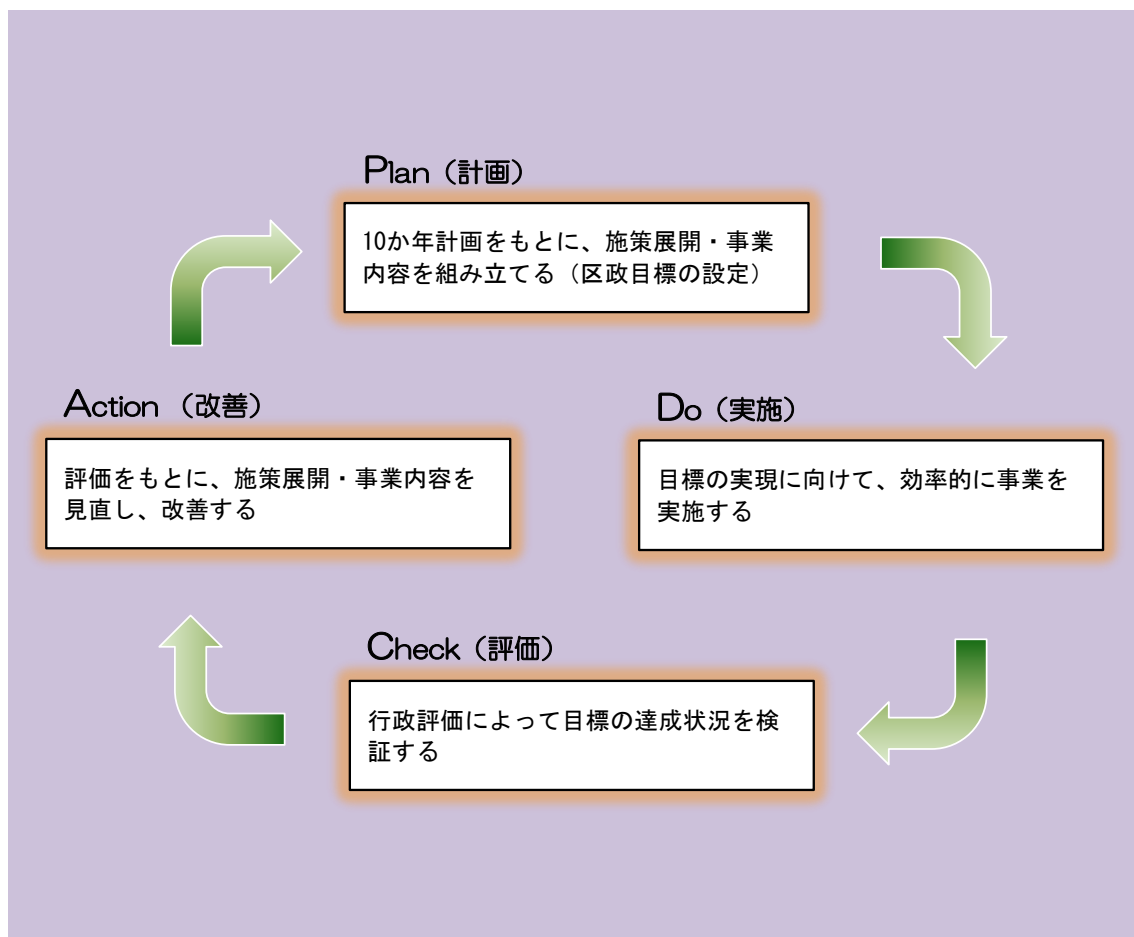 Plan（計画）
10か年計画をもとに、施策展開・事業
内容を組み立てる（区政目標の設定）
Action （改善）
評価をもとに、施策展開・事業内容を
見直し、改善する
Do（実施）
目標の実現に向けて、効率的に事業を
実施する
Check（評価）
行政評価によって目標の達成状況を検
証する